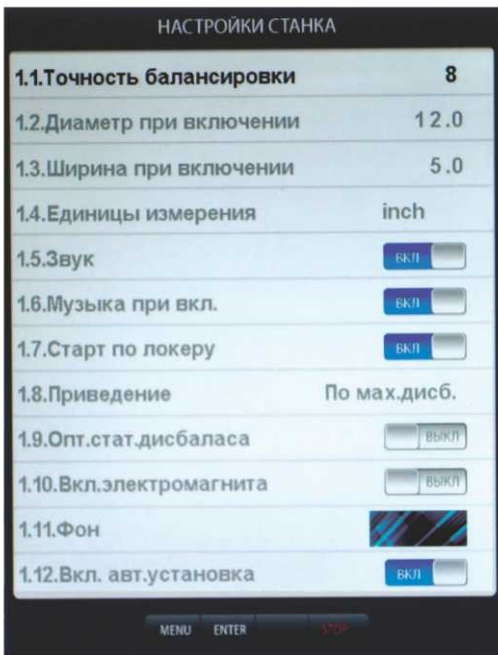 НАСТРОЙКИ СТАНКА
1.1.Точность балансировки 8
1.2.Диаметр при включении 12.0
1.3.Ширина при включении 5.0
1.4.Единицы измерения inch
1.5.Звук ВКЛ
1.6.Музыка при вкл. ВКЛ
1.7.Старт по локеру ВКЛ
1.8.Приведение По мах.дисб.
1.9.Опт.стат.дисбаласа ВЫКЛ
1.10.Вкл.электромагнита ВЫКЛ
1.11.Фон
1.12.Вкл. авт.установка ВКЛ
MENU ENTER STOP